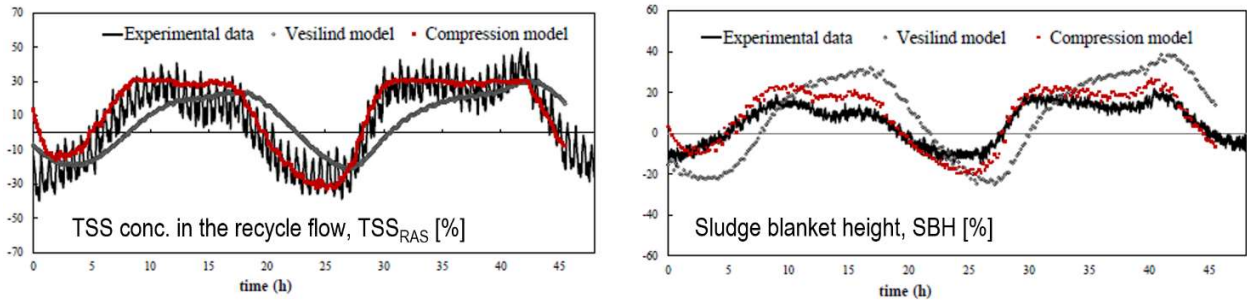 70
50
30
10
-10
-30
-50
-70
Experimental data Vesilind model Compression model
TSS conc. in the recycle flow, TSSRAS [%]
0 5 10 15 20 25 30 35 40 45
time (h)
60
40
20
0
-20
-40
-60
Experimental data Vesilind model Compression model
Sludge blanket height, SBH [%]
0 5 10 15 20 25 30 35 40 45
time (h)